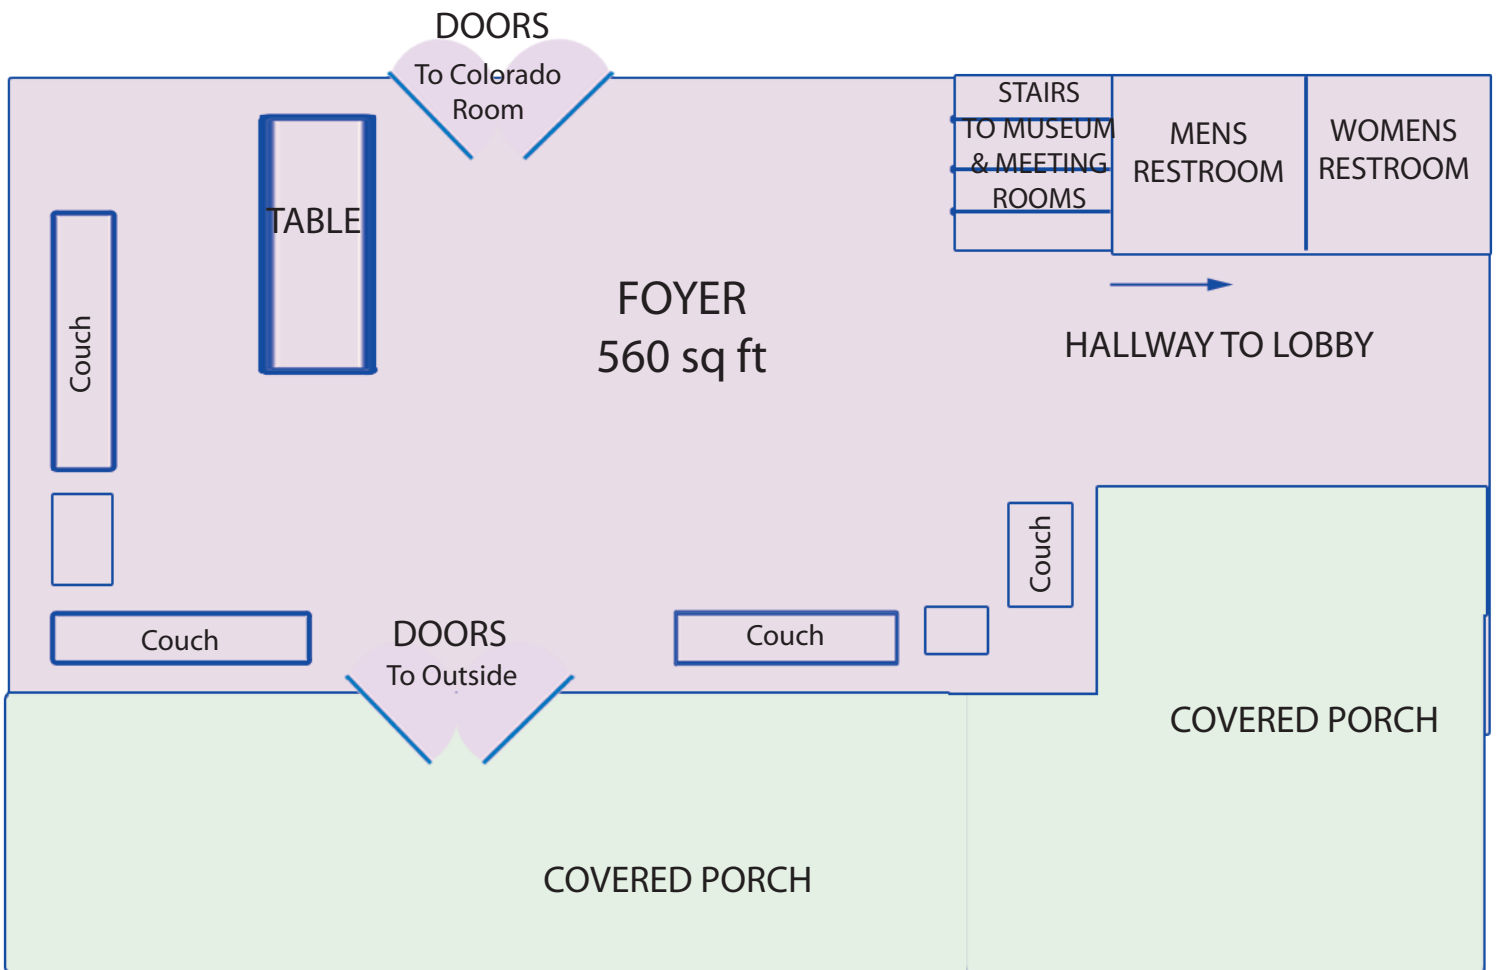 DOORS
To Colorado
Room
STAIRS
TO MUSEUM
& MEETING
ROOMS
MENS
RESTROOM
WOMENS
RESTROOM
TABLE
Couch
FOYER
560 sq ft
HALLWAY TO LOBBY
Couch
Couch
DOORS
To Outside
Couch
COVERED PORCH
COVERED PORCH